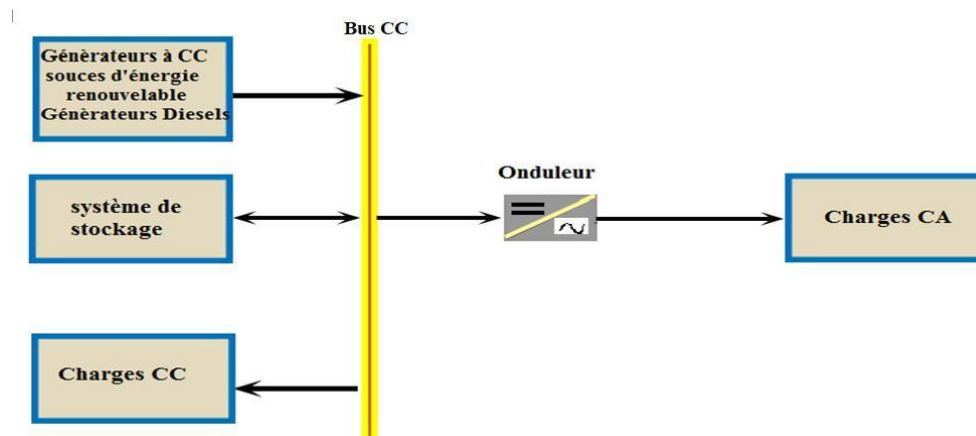 Bus CC
Génèrateurs à CC
souces d'énergie
renouvelable
Génèrateurs Diesels
Onduleur
système de
stockage
Charges CA
Charges CC